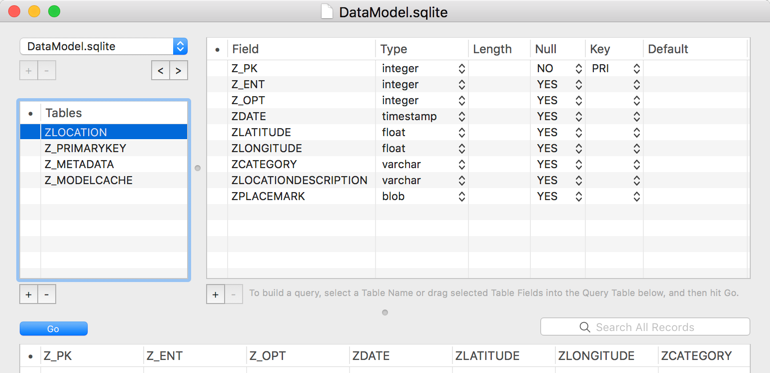 DataModel.sqlite
DataModel.sqlite
+ -
< >
• Tables
ZLOCATION
Z_PRIMARYKEY
Z_METADATA
Z_MODELCACHE
+ -
• Field Type Length Null Key Default
Z_PK integer NO PRI
Z_ENT integer YES
Z_OPT integer YES
ZDATE timestamp YES
ZLATITUDE float YES
ZLONGITUDE float YES
ZCATEGORY varchar YES
ZLOCATIONDESCRIPTION varchar YES
ZPLACEMARK blob YES
+ - To build a query, select a Table Name or drag selected Table Fields into the Query Table below, and then hit Go.
Go
Search All Records
• Z_PK Z_ENT Z_OPT ZDATE ZLATITUDE ZLONGITUDE ZCATEGORY